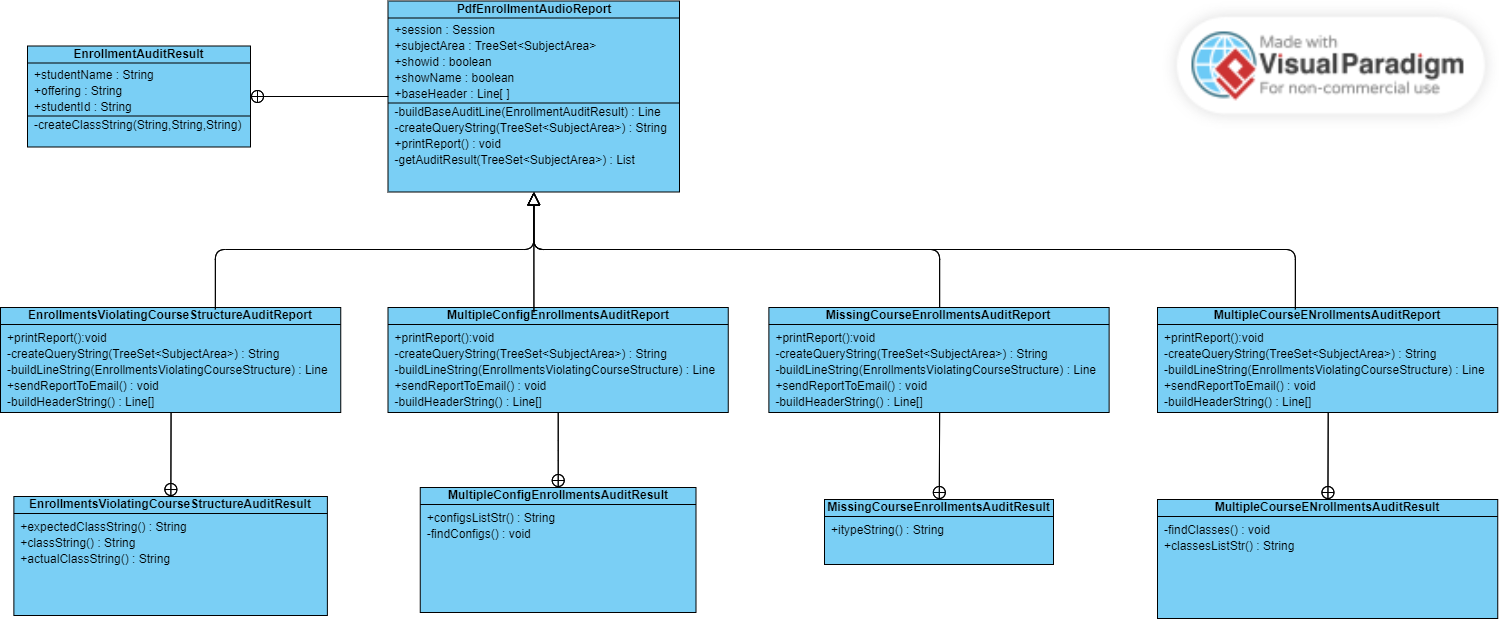 PdfEnrollmentAudioReport
+session : Session
+subjectArea : TreeSet<SubjectArea>
+showid : boolean
+showName : boolean
+baseHeader : Line[ ]
-buildBaseAuditLine(EnrollmentAuditResult) : Line
-createQueryString(TreeSet<SubjectArea>) : String
+printReport() : void
-getAuditResult(TreeSet<SubjectArea>) : List
EnrollmentAuditResult
+studentName : String
+offering : String
+studentId : String
-createClassString(String,String,String)
Made with
Visual Paradigm
For non-commercial use
EnrollmentsViolatingCourseStructureAuditReport
+printReport():void
-createQueryString(TreeSet<SubjectArea>) : String
-buildLineString(EnrollmentsViolatingCourseStructure) : Line
+sendReportToEmail() : void
-buildHeaderString() : Line[]
MultipleConfigEnrollmentsAuditReport
+printReport():void
-createQueryString(TreeSet<SubjectArea>) : String
-buildLineString(EnrollmentsViolatingCourseStructure) : Line
+sendReportToEmail() : void
-buildHeaderString() : Line[]
MissingCourseEnrollmentsAuditReport
+printReport():void
-createQueryString(TreeSet<SubjectArea>) : String
-buildLineString(EnrollmentsViolatingCourseStructure) : Line
+sendReportToEmail() : void
-buildHeaderString() : Line[]
MultipleCourseENrollmentsAuditReport
+printReport():void
-createQueryString(TreeSet<SubjectArea>) : String
-buildLineString(EnrollmentsViolatingCourseStructure) : Line
+sendReportToEmail() : void
-buildHeaderString() : Line[]
EnrollmentsViolatingCourseStructureAuditResult
+expectedClassString() : String
+classString() : String
+actualClassString() : String
MultipleConfigEnrollmentsAuditResult
+configsListStr() : String
-findConfigs() : void
MissingCourseEnrollmentsAuditResult
+itypeString() : String
MultipleCourseENrollmentsAuditResult
-findClasses() : void
+classesListStr() : String